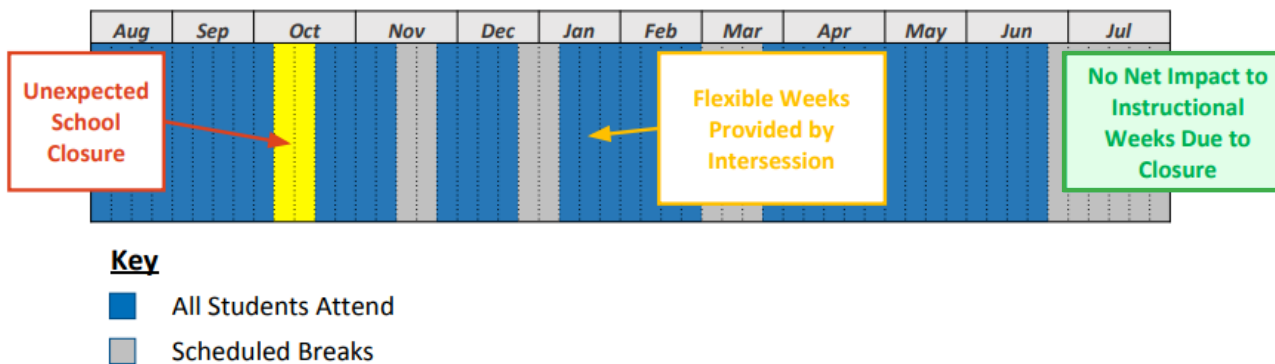 Aug Sep Oct Nov Dec Jan Feb Mar Apr May Jun Jul
Unexpected
School
Closure
Flexible Weeks
Provided by
Intersession
No Net Impact to
Instructional
Weeks Due to
Closure
Key
All Students Attend
Scheduled Breaks